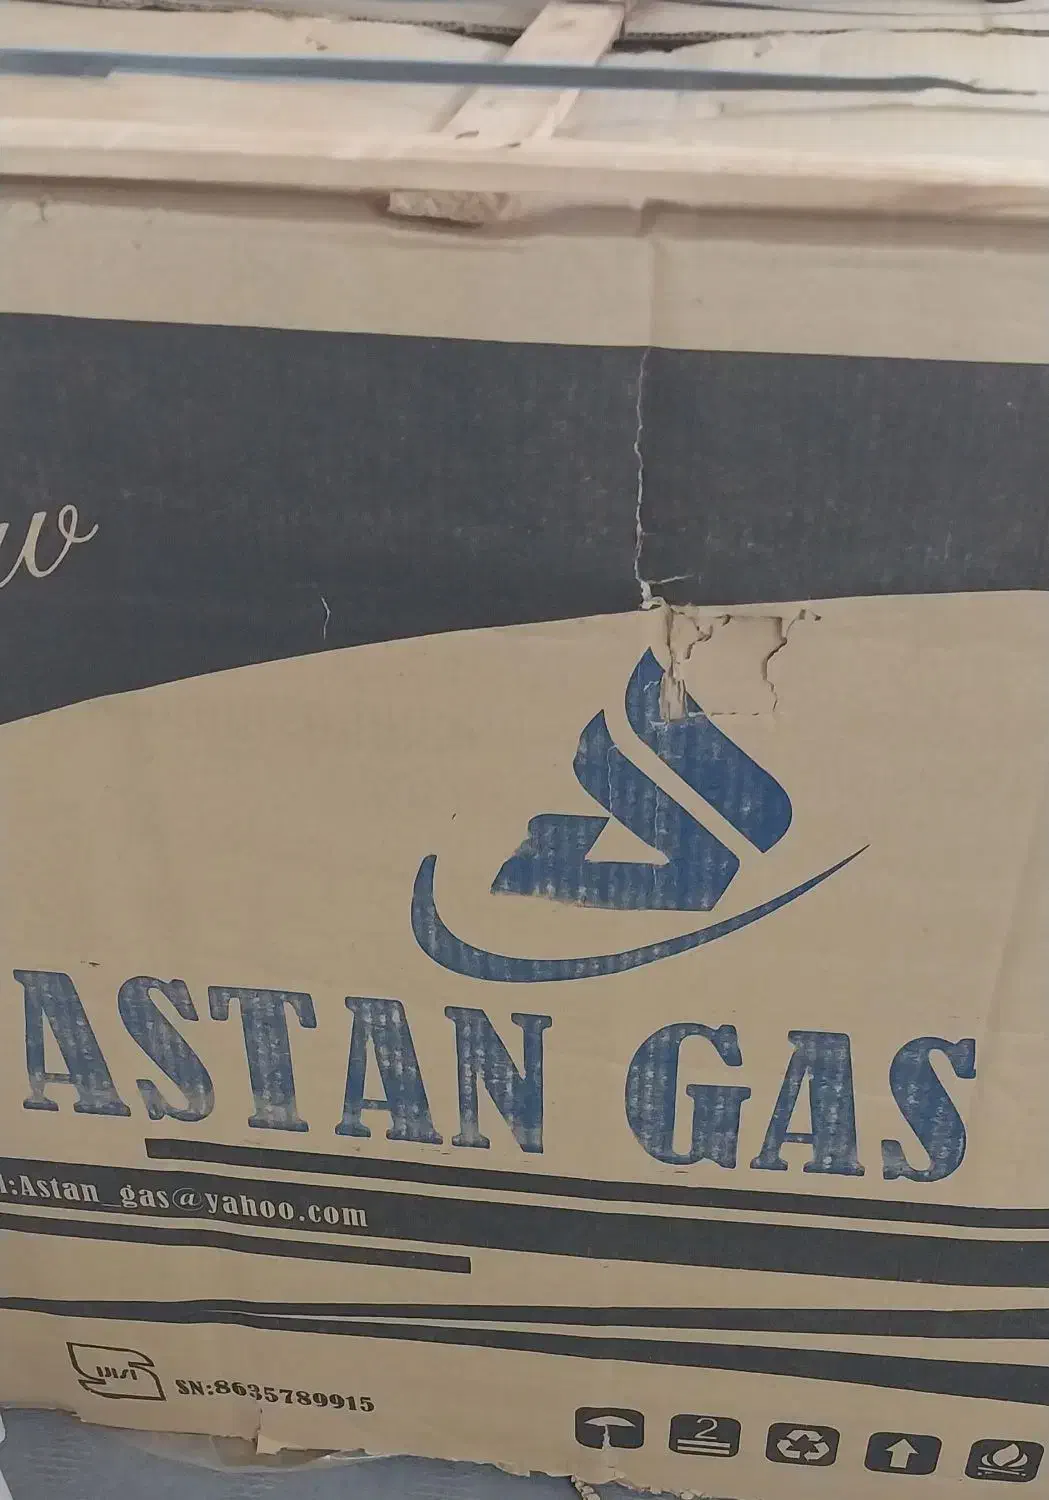 w
ASTAN GAS
l:Astan_gas@yahoo.com
SN:8635789915
2